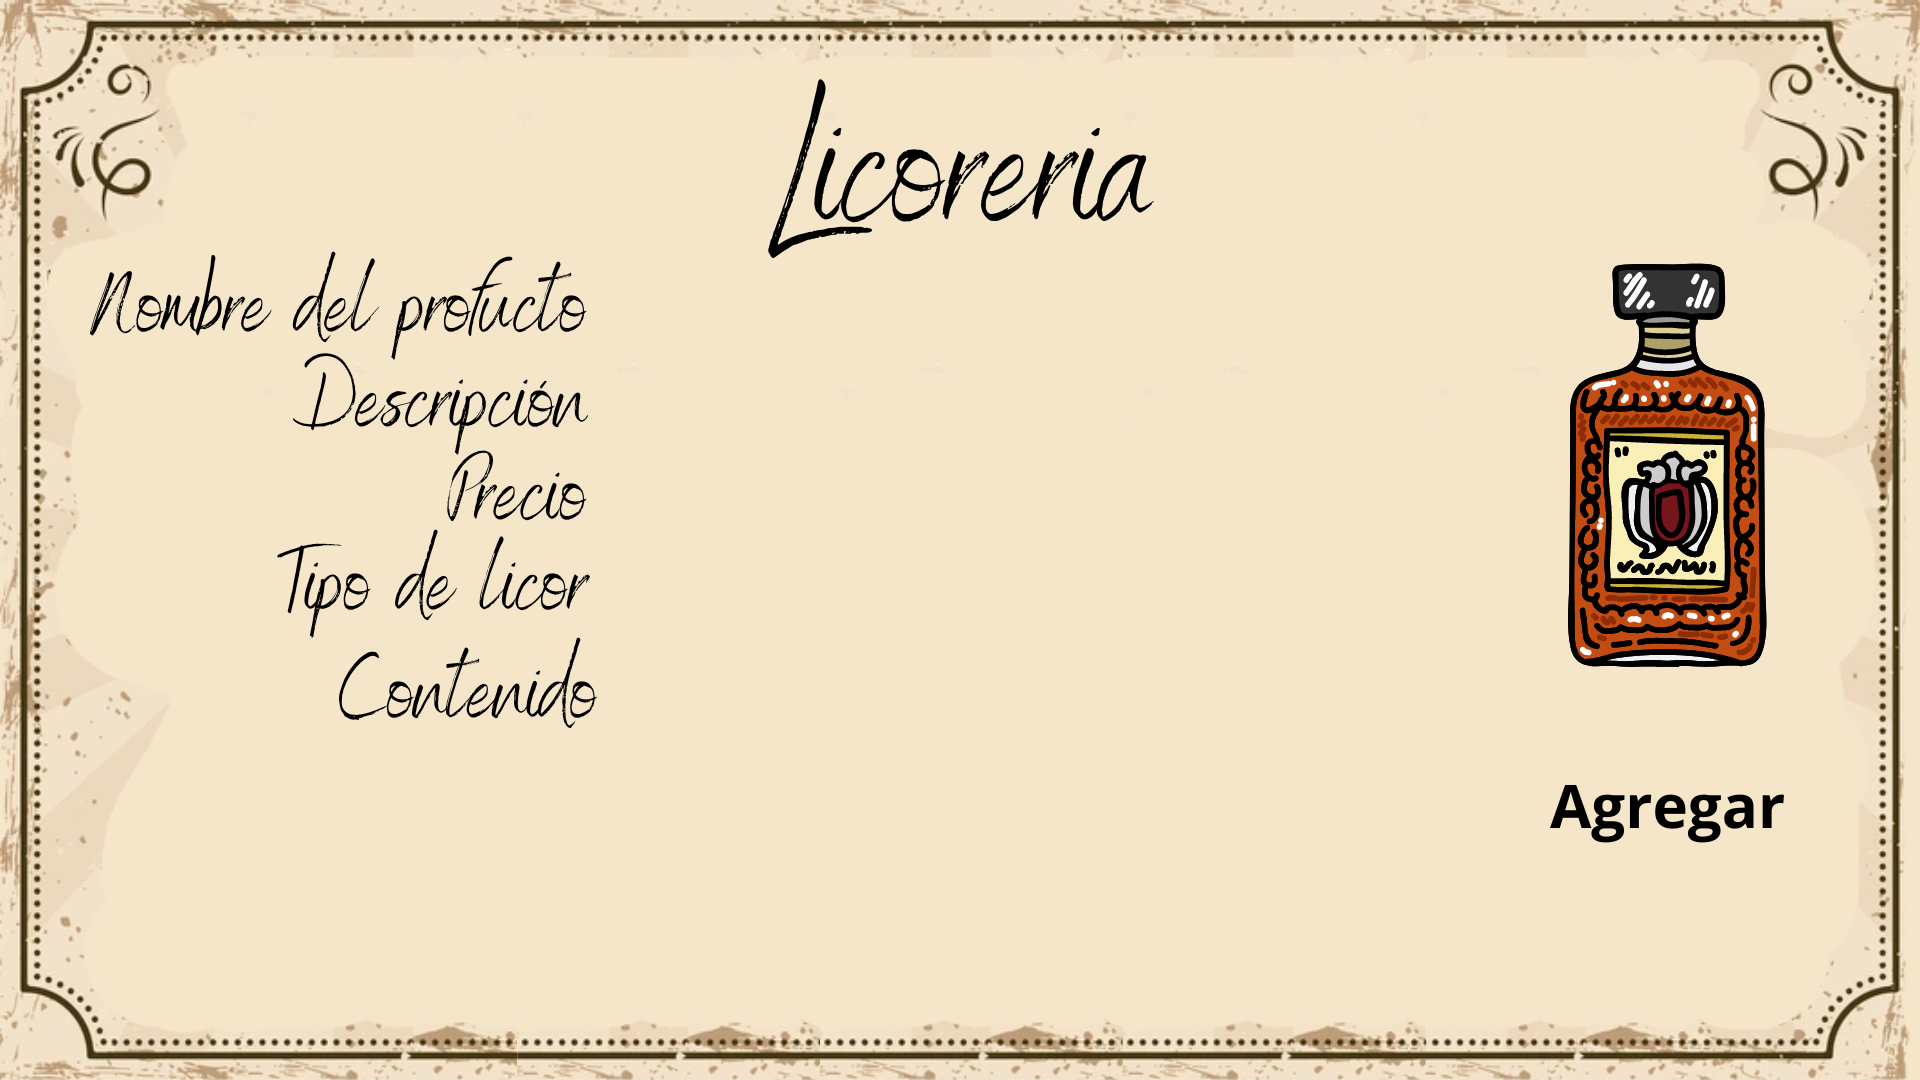 Licoreria
Nombre del profucto
Descripción
Precio
Tipo de licor
Contenido
Agregar